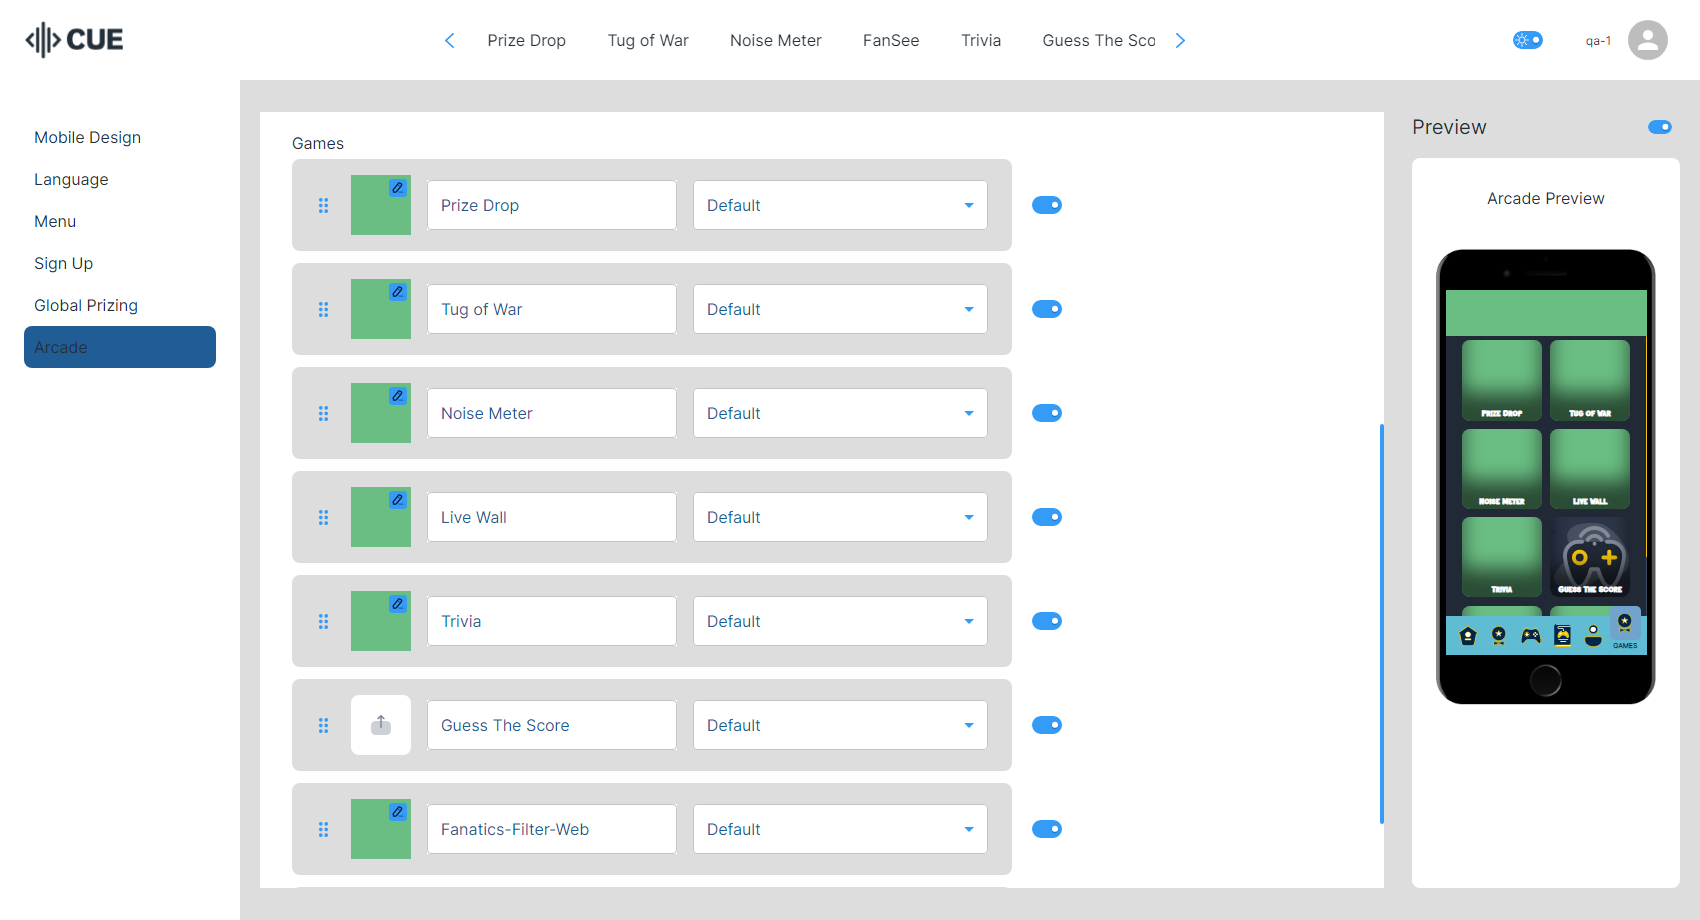 CUE
Prize Drop Tug of War Noise Meter FanSee Trivia Guess The Sco
qa-1
Mobile Design
Language
Menu
Sign Up
Global Prizing
Arcade
Games
Prize Drop Default
Tug of War Default
Noise Meter Default
Live Wall Default
Trivia Default
Guess The Score Default
Fanatics-Filter-Web Default
Preview
Arcade Preview
Prize Drop Tug of War
Noise Meter Live Wall
Trivia Guess The Score
GAMES